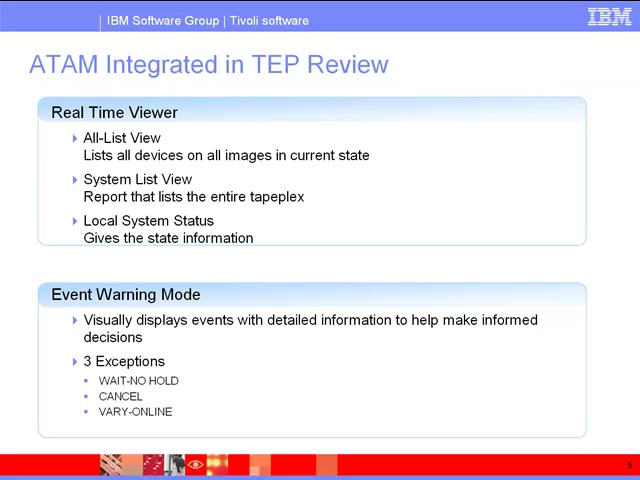 IBM Software Group | Tivoli software
IBM
ATAM Integrated in TEP Review
Real Time Viewer
All-List View
Lists all devices on all images in current state
System List View
Report that lists the entire tapeplex
Local System Status
Gives the state information
Event Warning Mode
Visually displays events with detailed information to help make informed
decisions
3 Exceptions
WAIT-NO HOLD
CANCEL
VARY-ONLINE
5